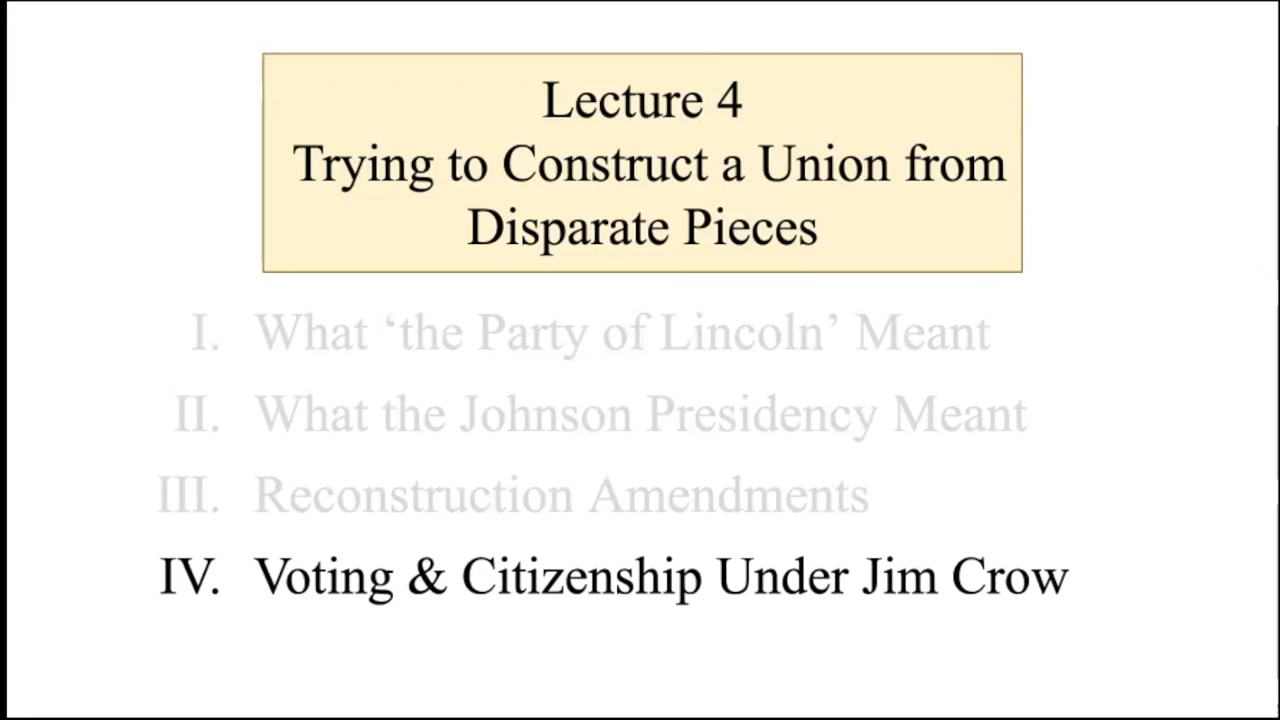 Lecture 4
Trying to Construct a Union from
Disparate Pieces
I. What ‘the Party of Lincoln’ Meant
II. What the Johnson Presidency Meant
III. Reconstruction Amendments
IV. Voting & Citizenship Under Jim Crow